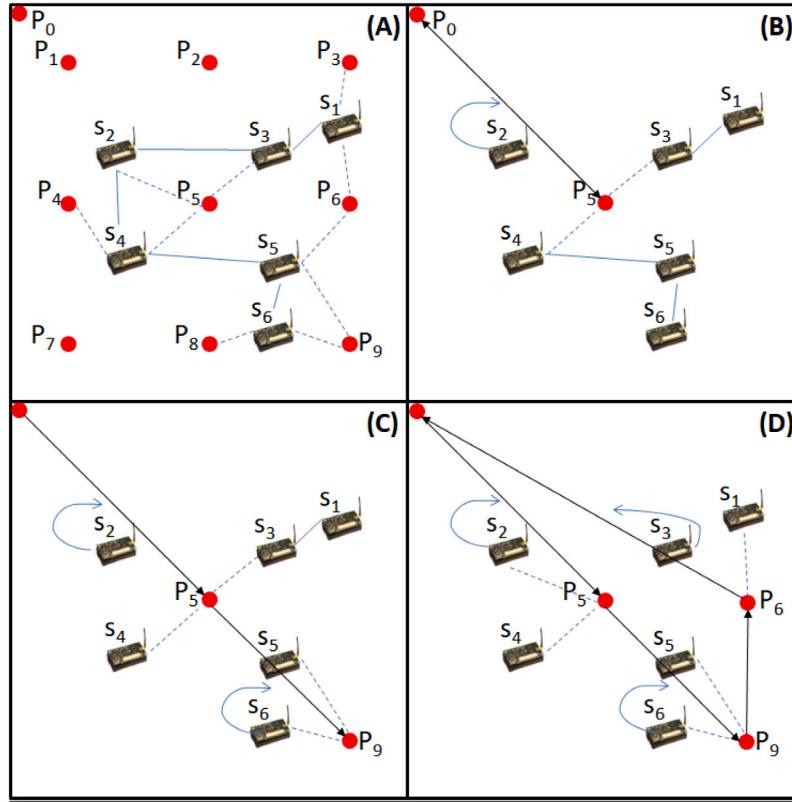 P0 (A)
P1 P2 P3
s1
s2 s3
P4 P5 P6
s4 s5
s6
P7 P8 P9
P0 (B)
s1
s2 s3
P5
s4 s5
s6
(C)
s2 s3 s1
P5
s4 s5
s6
P9
(D)
s2 s3 s1
P5 P6
s4 s5
s6
P9